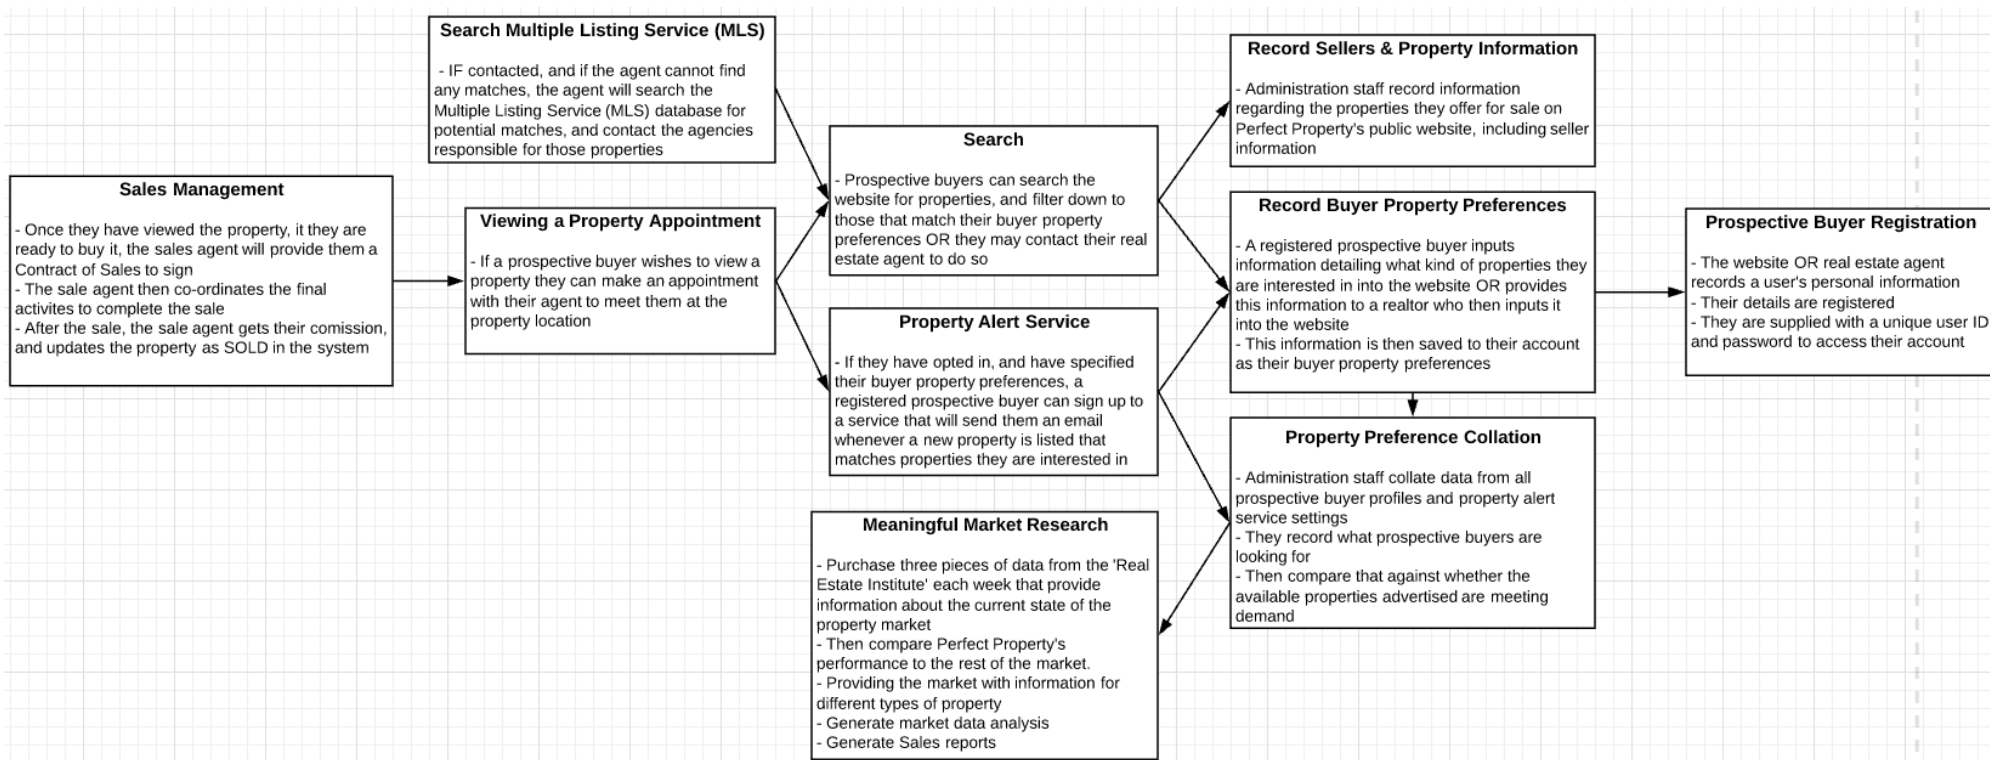 Search Multiple Listing Service (MLS)
- IF contacted, and if the agent cannot find
any matches, the agent will search the
Multiple Listing Service (MLS) database for
potential matches, and contact the agencies
responsible for those properties
Sales Management
- Once they have viewed the property, it they are
ready to buy it, the sales agent will provide them a
Contract of Sales to sign
- The sale agent then co-ordinates the final
activites to complete the sale
- After the sale, the sale agent gets their comission,
and updates the property as SOLD in the system
Viewing a Property Appointment
- If a prospective buyer wishes to view a
property they can make an appointment
with their agent to meet them at the
property location
Search
- Prospective buyers can search the
website for properties, and filter down to
those that match their buyer property
preferences OR they may contact their real
estate agent to do so
Property Alert Service
- If they have opted in, and have specified
their buyer property preferences, a
registered prospective buyer can sign up to
a service that will send them an email
whenever a new property is listed that
matches properties they are interested in
Meaningful Market Research
- Purchase three pieces of data from the 'Real
Estate Institute' each week that provide
information about the current state of the
property market
- Then compare Perfect Property's
performance to the rest of the market.
- Providing the market with information for
different types of property
- Generate market data analysis
- Generate Sales reports
Record Sellers & Property Information
- Administration staff record information
regarding the properties they offer for sale on
Perfect Property's public website, including seller
information
Record Buyer Property Preferences
- A registered prospective buyer inputs
information detailing what kind of properties they
are interested in into the website OR provides
this information to a realtor who then inputs it
into the website
- This information is then saved to their account
as their buyer property preferences
Property Preference Collation
- Administration staff collate data from all
prospective buyer profiles and property alert
service settings
- They record what prospective buyers are
looking for
- Then compare that against whether the
available properties advertised are meeting
demand
Prospective Buyer Registration
- The website OR real estate agent
records a user's personal information
- Their details are registered
- They are supplied with a unique user ID
and password to access their account